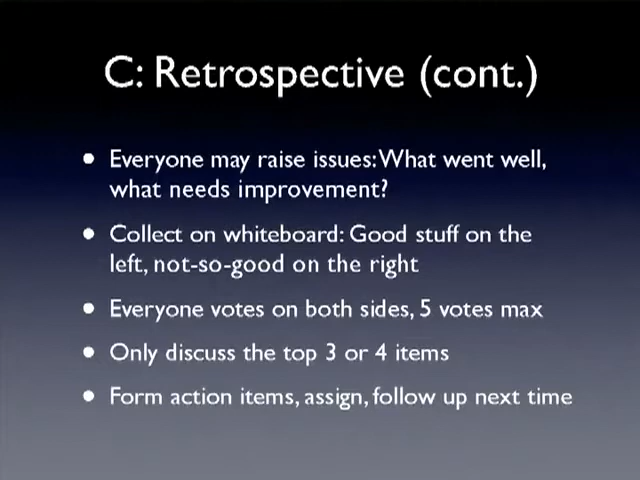 C: Retrospective (cont.)
• Everyone may raise issues: What went well,
what needs improvement?
• Collect on whiteboard: Good stuff on the
left, not-so-good on the right
• Everyone votes on both sides, 5 votes max
• Only discuss the top 3 or 4 items
• Form action items, assign, follow up next time